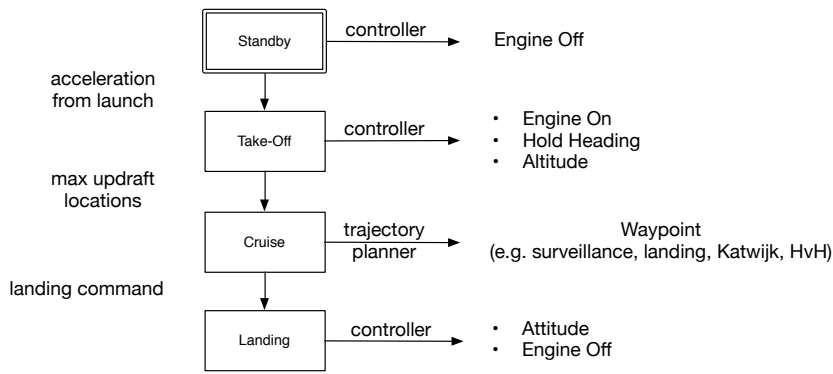 Standby
controller
Engine Off
acceleration
from launch
Take-Off
controller
• Engine On
• Hold Heading
• Altitude
max updraft
locations
Cruise
trajectory
planner
Waypoint
(e.g. surveillance, landing, Katwijk, HvH)
landing command
Landing
controller
• Attitude
• Engine Off